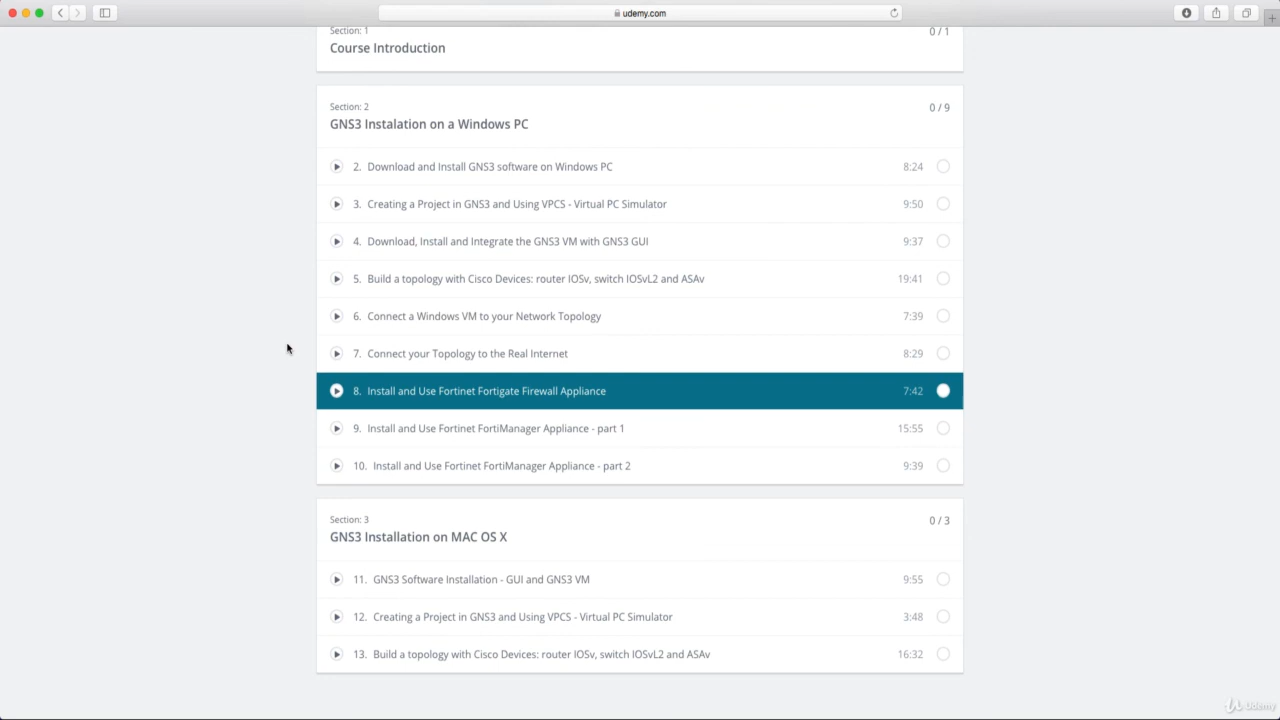 udemy.com
Section: 1
0 / 1
Course Introduction
Section: 2
0 / 9
GNS3 Instalation on a Windows PC
2. Download and Install GNS3 software on Windows PC 8:24
3. Creating a Project in GNS3 and Using VPCS - Virtual PC Simulator 9:50
4. Download, Install and Integrate the GNS3 VM with GNS3 GUI 9:37
5. Build a topology with Cisco Devices: router IOSv, switch IOSvL2 and ASAv 19:41
6. Connect a Windows VM to your Network Topology 7:39
7. Connect your Topology to the Real Internet 8:29
8. Install and Use Fortinet Fortigate Firewall Appliance 7:42
9. Install and Use Fortinet FortiManager Appliance - part 1 15:55
10. Install and Use Fortinet FortiManager Appliance - part 2 9:39
Section: 3
0 / 3
GNS3 Installation on MAC OS X
11. GNS3 Software Installation - GUI and GNS3 VM 9:55
12. Creating a Project in GNS3 and Using VPCS - Virtual PC Simulator 3:48
13. Build a topology with Cisco Devices: router IOSv, switch IOSvL2 and ASAv 16:32
Udemy